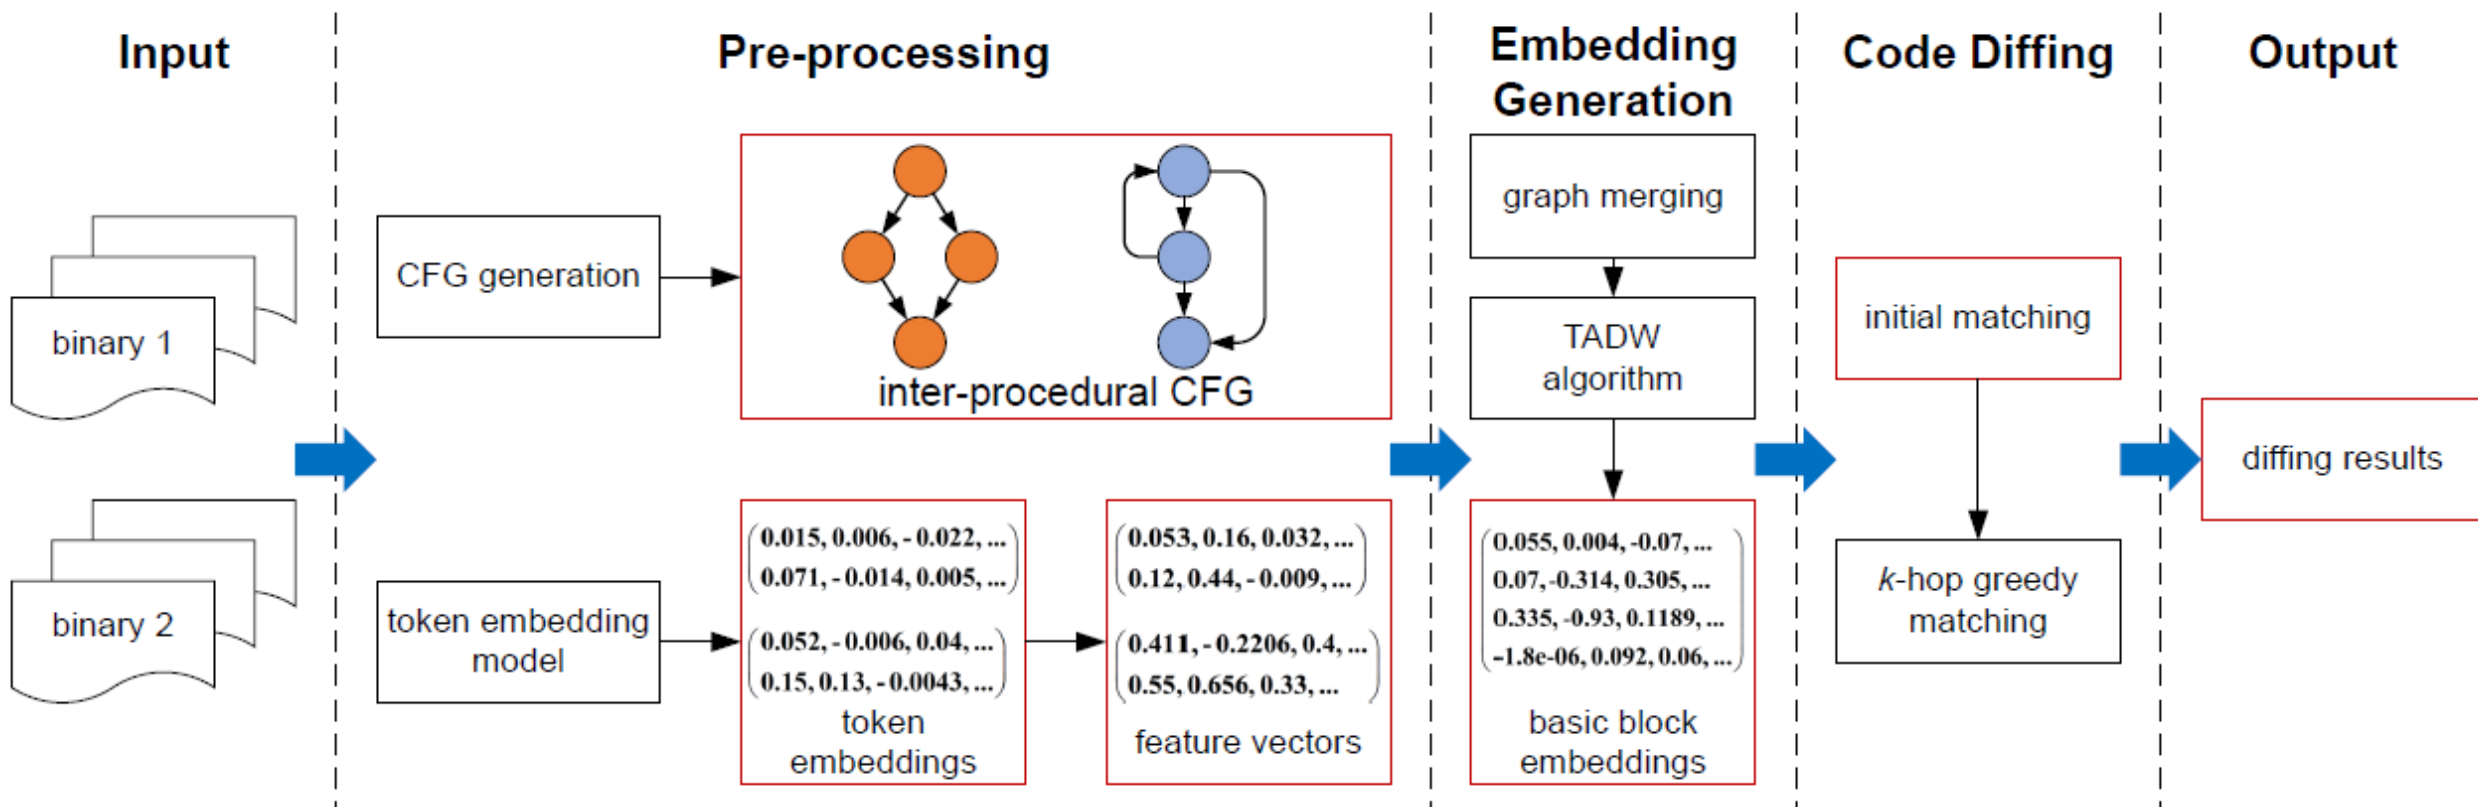 Input
Pre-processing
Embedding
Generation
Code Diffing
Output
binary 1
binary 2
CFG generation
inter-procedural CFG
token embedding
model
0.015, 0.006, - 0.022, ...
0.071, - 0.014, 0.005, ...
0.052, - 0.006, 0.04, ...
0.15, 0.13, - 0.0043, ...
token
embeddings
0.053, 0.16, 0.032, ...
0.12, 0.44, - 0.009, ...
0.411, - 0.2206, 0.4, ...
0.55, 0.656, 0.33, ...
feature vectors
graph merging
TADW
algorithm
0.055, 0.004, -0.07, ...
0.07, -0.314, 0.305, ...
0.335, -0.93, 0.1189, ...
-1.8e-06, 0.092, 0.06, ...
basic block
embeddings
initial matching
k-hop greedy
matching
diffing results